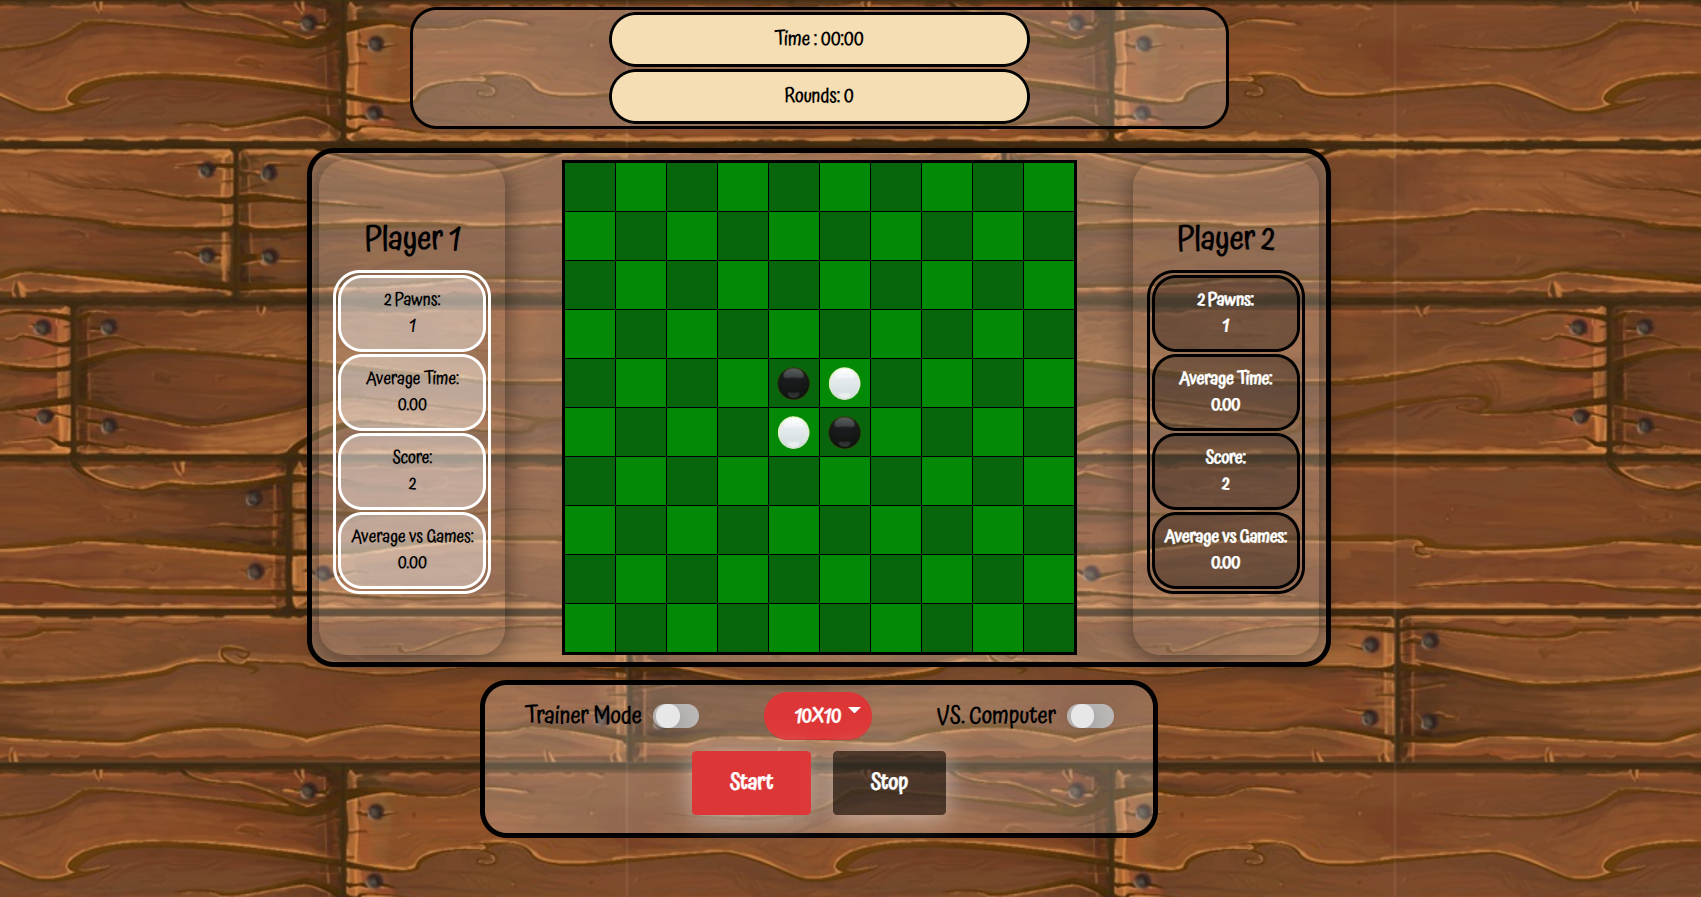 Time : 00:00
Rounds: 0
Player 1
2 Pawns:
1
Average Time:
0.00
Score:
2
Average vs Games:
0.00
Player 2
2 Pawns:
1
Average Time:
0.00
Score:
2
Average vs Games:
0.00
Trainer Mode
10X10
VS. Computer
Start
Stop